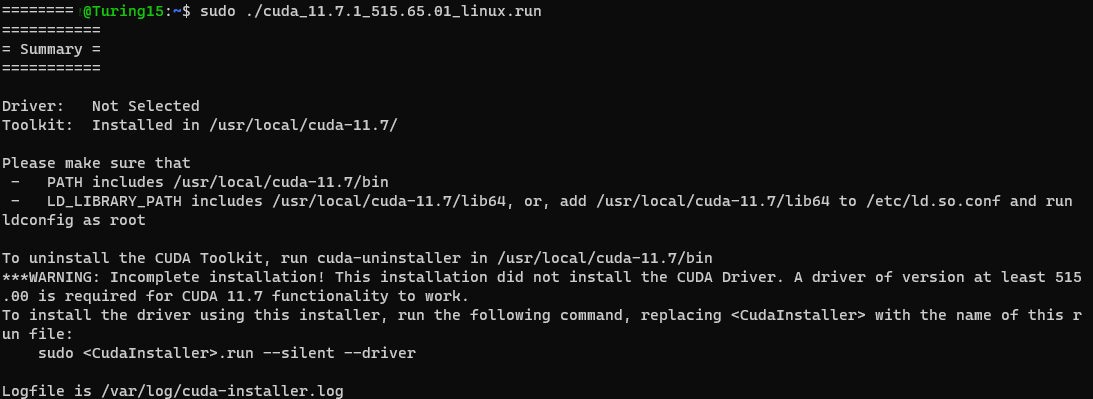 ========@Turing15:~$ sudo ./cuda_11.7.1_515.65.01_linux.run
===========
= Summary =
===========
Driver:   Not Selected
Toolkit:  Installed in /usr/local/cuda-11.7/
Please make sure that
 -   PATH includes /usr/local/cuda-11.7/bin
 -   LD_LIBRARY_PATH includes /usr/local/cuda-11.7/lib64, or, add /usr/local/cuda-11.7/lib64 to /etc/ld.so.conf and run
ldconfig as root
To uninstall the CUDA Toolkit, run cuda-uninstaller in /usr/local/cuda-11.7/bin
***WARNING: Incomplete installation! This installation did not install the CUDA Driver. A driver of version at least 515
.00 is required for CUDA 11.7 functionality to work.
To install the driver using this installer, run the following command, replacing <CudaInstaller> with the name of this r
un file:
    sudo <CudaInstaller>.run --silent --driver
Logfile is /var/log/cuda-installer.log